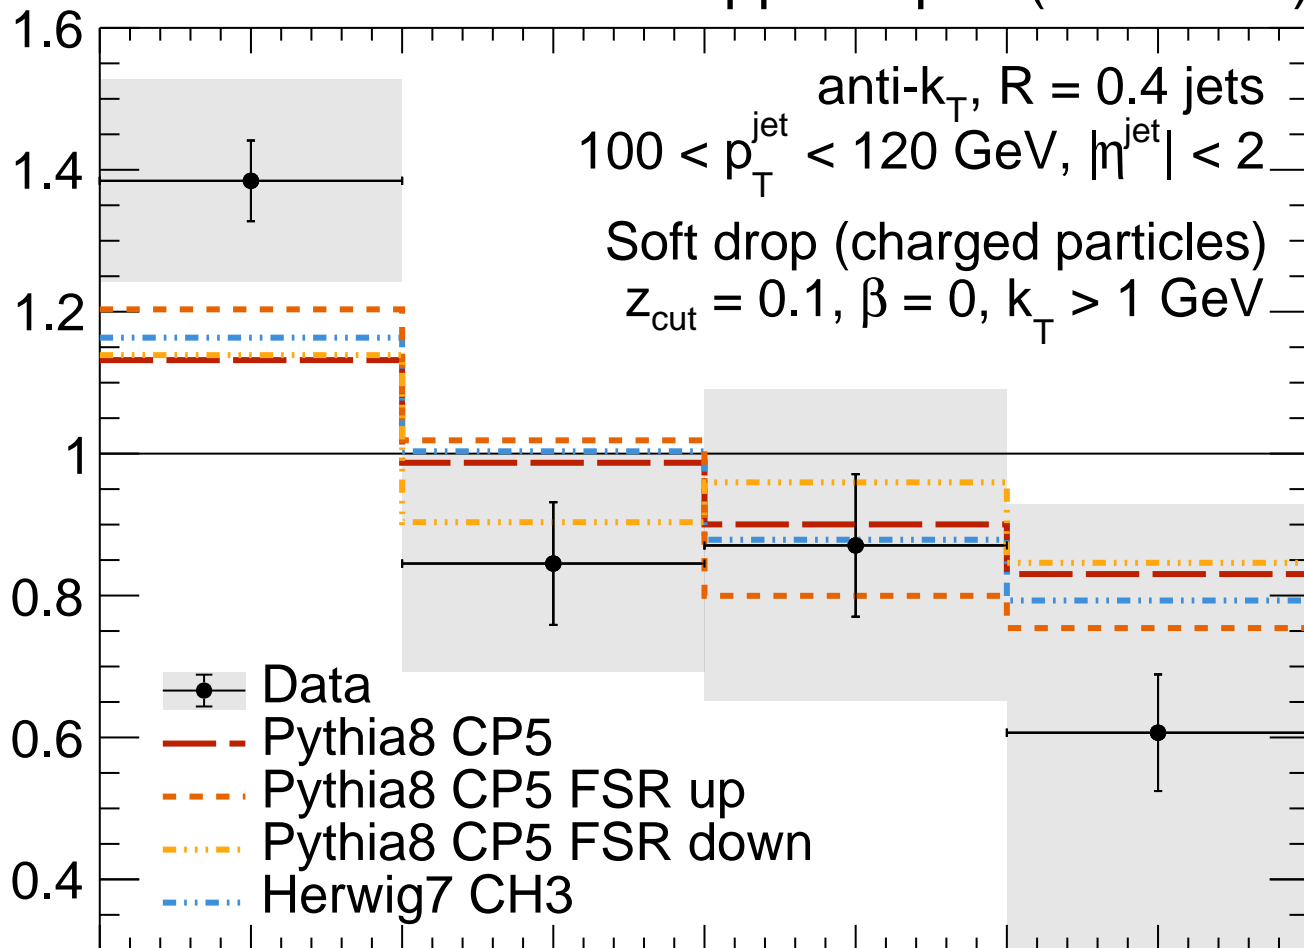 1.6
1.4
1.2
1
0.8
0.6
0.4
anti-k_T, R = 0.4 jets
100 < p_T^jet < 120 GeV, |η^jet| < 2
Soft drop (charged particles)
z_cut = 0.1, β = 0, k_T > 1 GeV
Data
Pythia8 CP5
Pythia8 CP5 FSR up
Pythia8 CP5 FSR down
Herwig7 CH3